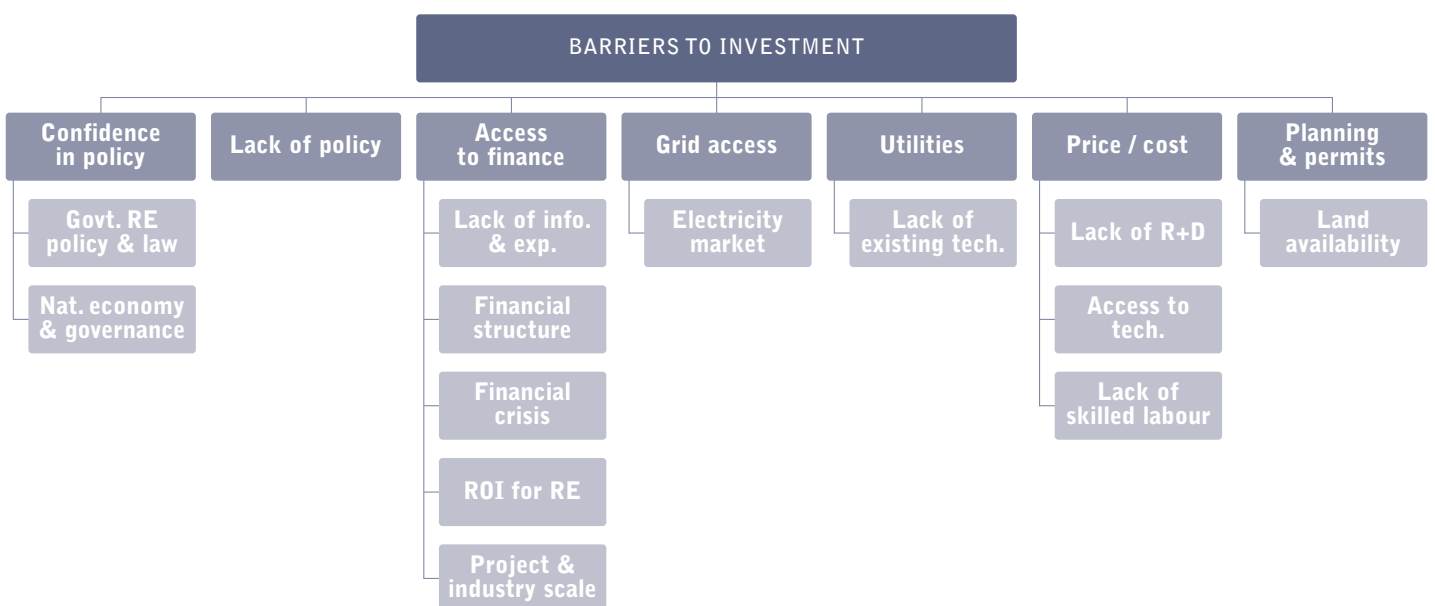 BARRIERS TO INVESTMENT
Confidence
in policy
Govt. RE
policy & law
Nat. economy
& governance
Lack of policy
Access
to finance
Lack of info.
& exp.
Financial
structure
Financial
crisis
ROI for RE
Project &
industry scale
Grid access
Electricity
market
Utilities
Lack of
existing tech.
Price / cost
Lack of R+D
Access to
tech.
Lack of
skilled labour
Planning
& permits
Land
availability